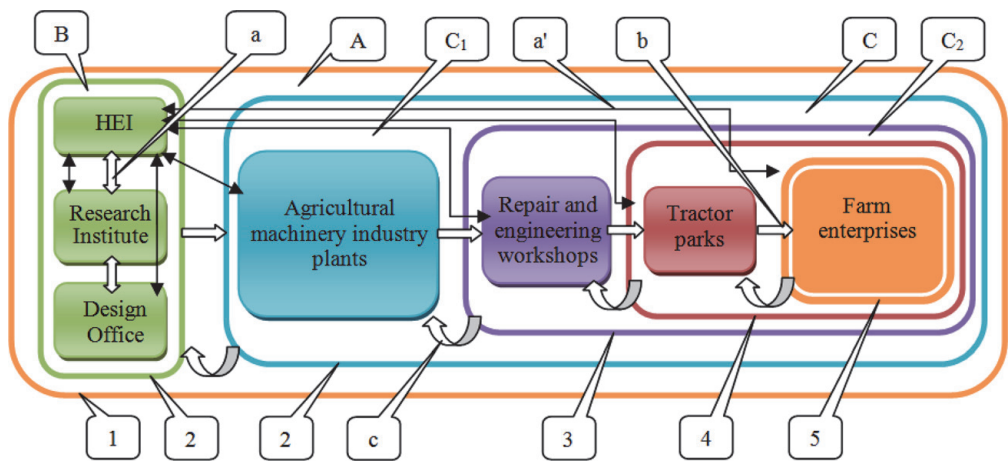 B
a
A
C₁
a'
b
C
C₂
HEI
Research
Institute
Design
Office
Agricultural
machinery industry
plants
Repair and
engineering
workshops
Tractor
parks
Farm
enterprises
1
2
2
c
3
4
5